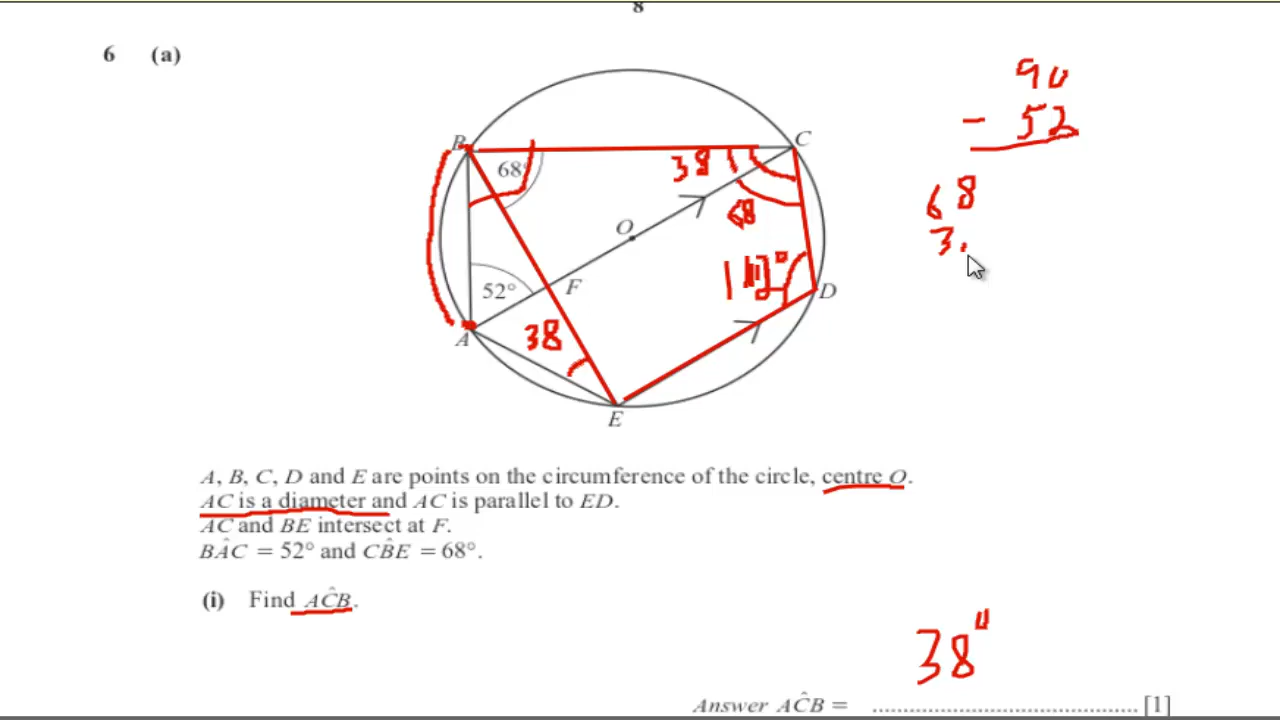 8
6 (a)
90
- 52
B
C
68°
38
68
68
3.
O
52°
F
112°
D
A
38
E
A, B, C, D and E are points on the circumference of the circle, centre O.
AC is a diameter and AC is parallel to ED.
AC and BE intersect at F.
BÂC = 52° and CB̂E = 68°.
(i) Find AĈB.
38°
Answer AĈB = .......................................... [1]